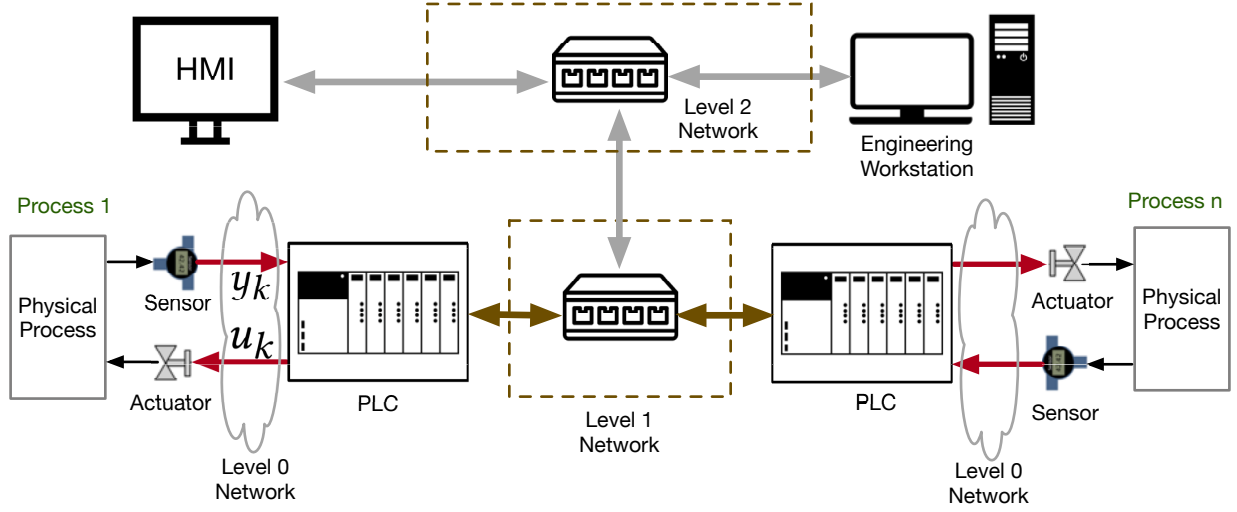 HMI
Level 2
Network
Engineering
Workstation
Process 1
Physical
Process
Sensor
y_k
u_k
Actuator
Level 0
Network
PLC
Level 1
Network
PLC
Process n
Actuator
Physical
Process
Sensor
Level 0
Network